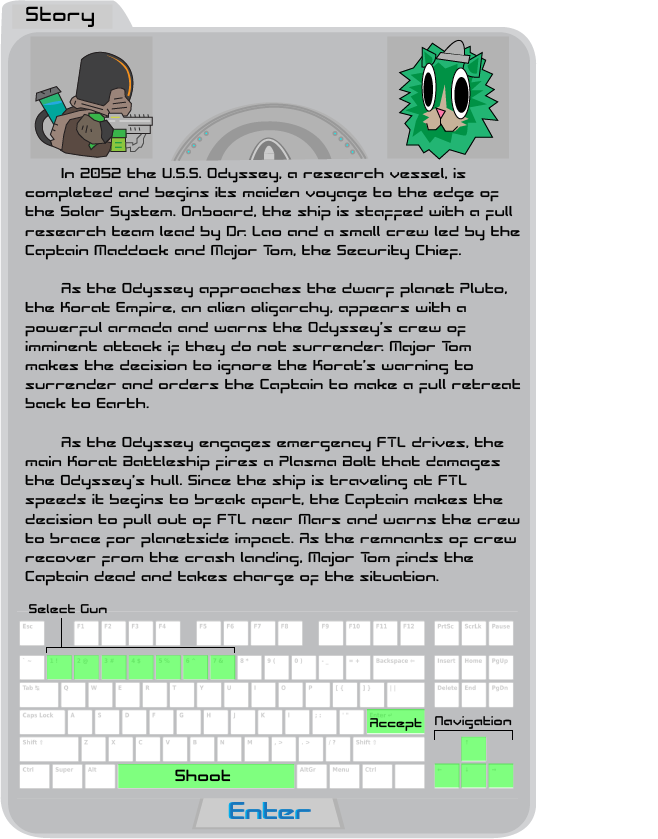 Story
In 2052 the U.S.S. Odyssey, a research vessel, is
completed and begins its maiden voyage to the edge of
the Solar System. Onboard, the ship is staffed with a full
research team lead by Dr. Lao and a small crew led by the
Captain Maddock and Major Tom, the Security Chief.
As the Odyssey approaches the dwarf planet Pluto,
the Korat Empire, an alien oligarchy, appears with a
powerful armada and warns the Odyssey's crew of
imminent attack if they do not surrender. Major Tom
makes the decision to ignore the Korat's warning to
surrender and orders the Captain to make a full retreat
back to Earth.
As the Odyssey engages emergency FTL drives, the
main Korat Battleship fires a Plasma Bolt that damages
the Odyssey's hull. Since the ship is traveling at FTL
speeds it begins to break apart, the Captain makes the
decision to pull out of FTL near Mars and warns the crew
to brace for planetside impact. As the remnants of crew
recover from the crash landing, Major Tom finds the
Captain dead and takes charge of the situation.
Select Gun
Esc F1 F2 F3 F4 F5 F6 F7 F8 F9 F10 F11 F12 PrtSc ScrLk Pause
1 ! 2 @ 3 # 4 $ 5 % 6 ^ 7 & 8 * 9 ( 0 ) - _ = + Backspace Insert Home PgUp
Tab Q W E R T Y U I O P [ { ] } Delete End PgDn
Caps Lock A S D F G H J K L ; : Accept Navigation
Shift Z X C V B N M , > . > / ? Shift
Ctrl Super Alt Shoot AltGr Menu Ctrl
Enter